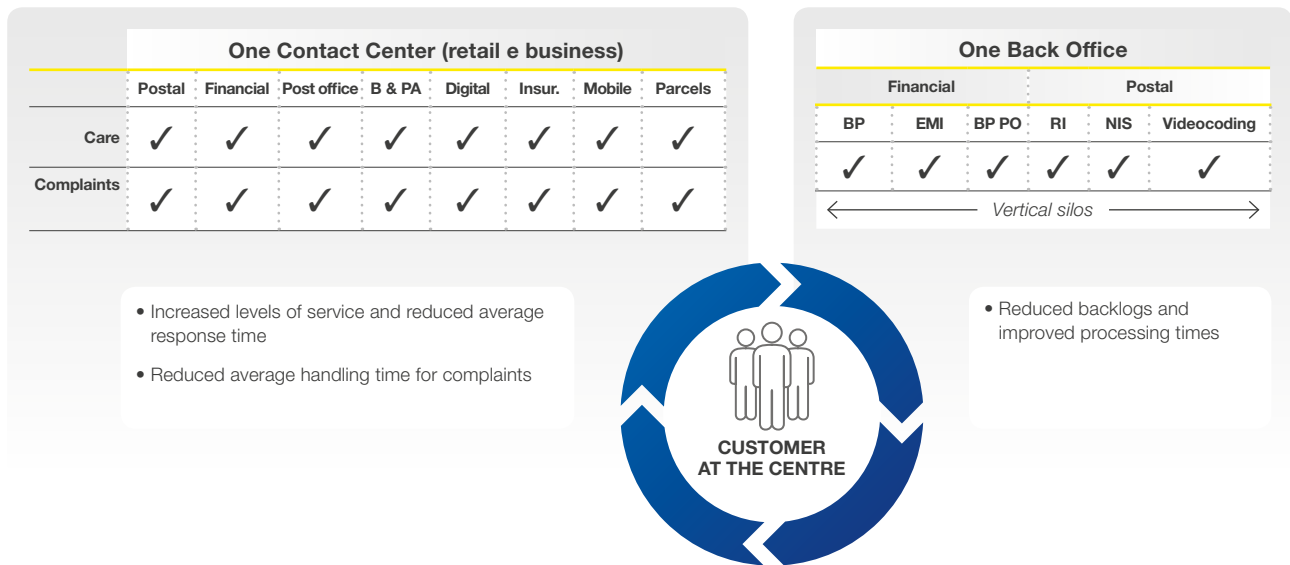 One Contact Center (retail e business)
Postal Financial Post office B & PA Digital Insur. Mobile Parcels
Care ✓ ✓ ✓ ✓ ✓ ✓ ✓ ✓
Complaints ✓ ✓ ✓ ✓ ✓ ✓ ✓ ✓
One Back Office
Financial Postal
BP EMI BP PO RI NIS Videocoding
✓ ✓ ✓ ✓ ✓ ✓
Vertical silos
• Increased levels of service and reduced average
response time
• Reduced average handling time for complaints
CUSTOMER
AT THE CENTRE
• Reduced backlogs and
improved processing times